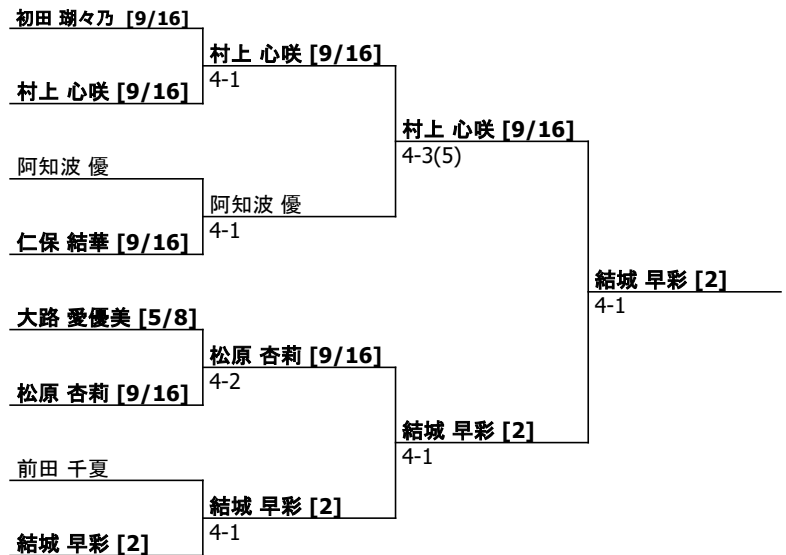 初田 瑚々乃 [9/16]
村上 心咲 [9/16]
4-1
村上 心咲 [9/16]
村上 心咲 [9/16]
4-3(5)
阿知波 優
阿知波 優
4-1
仁保 結華 [9/16]
結城 早彩 [2]
4-1
大路 愛優美 [5/8]
松原 杏莉 [9/16]
4-2
松原 杏莉 [9/16]
結城 早彩 [2]
4-1
前田 千夏
結城 早彩 [2]
4-1
結城 早彩 [2]